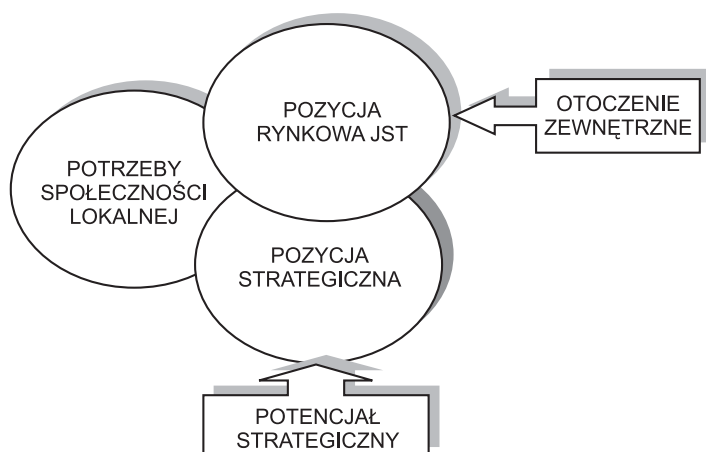 POZYCJA
RYNKOWA JST
OTOCZENIE
ZEWNĘTRZNE
POTRZEBY
SPOŁECZNOŚCI
LOKALNEJ
POZYCJA
STRATEGICZNA
POTENCJAŁ
STRATEGICZNY